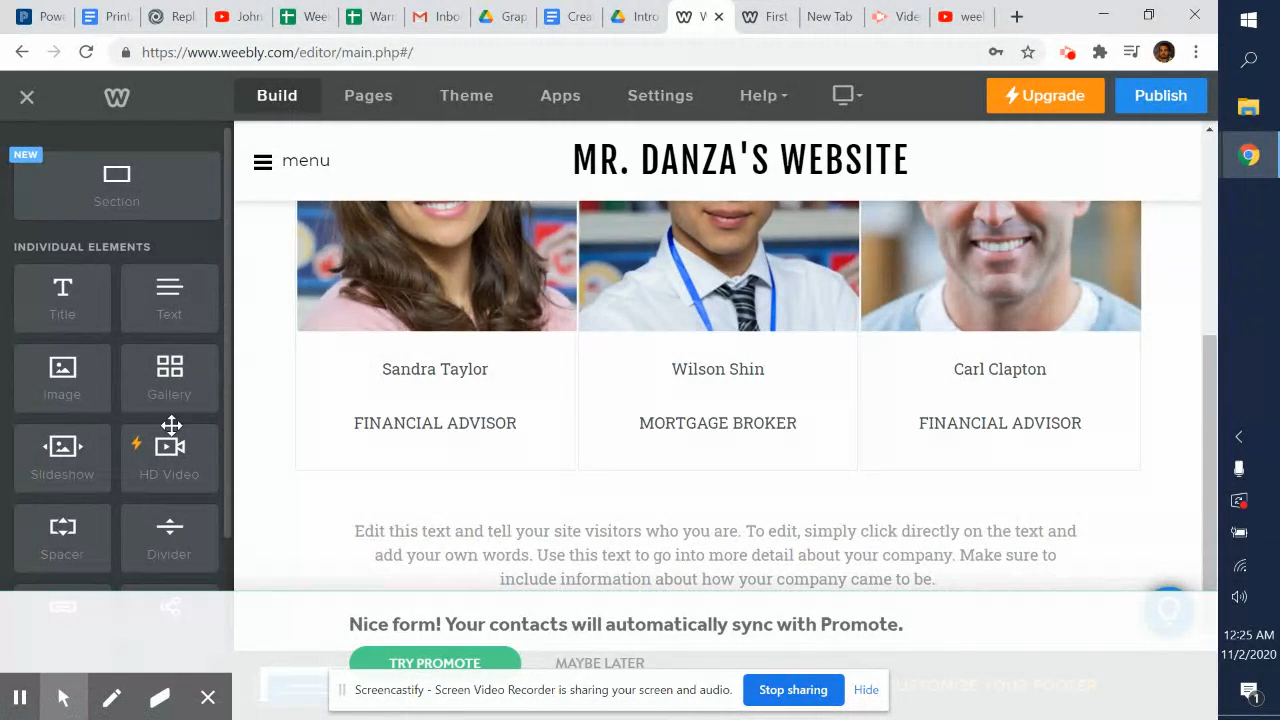 Pow
Print
Repl
John
Wee
Warn
Inbo
Grap
Crea
Intro
W
First
New Tab
Vide
wee
https://www.weebly.com/editor/main.php#/
Build
Pages
Theme
Apps
Settings
Help
Upgrade
Publish
NEW
Section
INDIVIDUAL ELEMENTS
Title
Text
Image
Gallery
Slideshow
HD Video
Spacer
Divider
menu
MR. DANZA'S WEBSITE
Sandra Taylor
Wilson Shin
Carl Clapton
FINANCIAL ADVISOR
MORTGAGE BROKER
FINANCIAL ADVISOR
Edit this text and tell your site visitors who you are. To edit, simply click directly on the text and
add your own words. Use this text to go into more detail about your company. Make sure to
include information about how your company came to be.
Nice form! Your contacts will automatically sync with Promote.
TRY PROMOTE
MAYBE LATER
CUSTOMIZE YOUR FOOTER
Screencastify - Screen Video Recorder is sharing your screen and audio.
Stop sharing
Hide
12:25 AM
11/2/2020
1